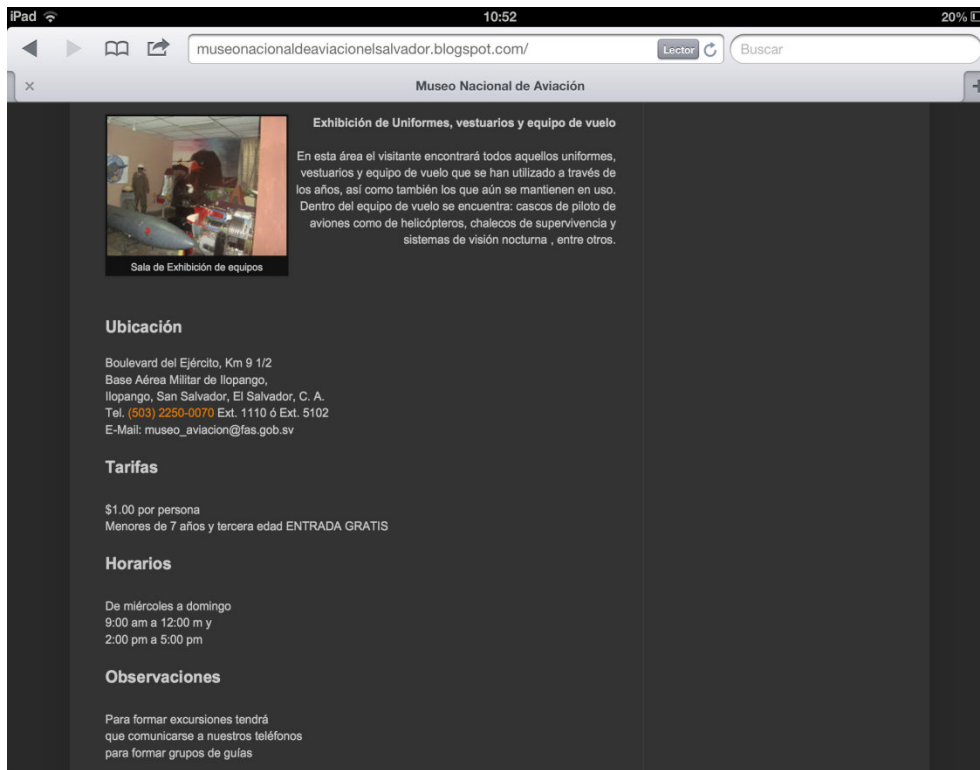 iPad 10:52 20%
museonacionaldeaviacionelsalvador.blogspot.com/ Lector Buscar
Museo Nacional de Aviación
Exhibición de Uniformes, vestuarios y equipo de vuelo
En esta área el visitante encontrará todos aquellos uniformes,
vestuarios y equipo de vuelo que se han utilizado a través de
los años, así como también los que aún se mantienen en uso.
Dentro del equipo de vuelo se encuentra: cascos de piloto de
aviones como de helicópteros, chalecos de supervivencia y
sistemas de visión nocturna , entre otros.
Sala de Exhibición de equipos
Ubicación
Boulevard del Ejército, Km 9 1/2
Base Aérea Militar de Ilopango,
Ilopango, San Salvador, El Salvador, C. A.
Tel. (503) 2250-0070 Ext. 1110 ó Ext. 5102
E-Mail: museo_aviacion@fas.gob.sv
Tarifas
$1.00 por persona
Menores de 7 años y tercera edad ENTRADA GRATIS
Horarios
De miércoles a domingo
9:00 am a 12:00 m y
2:00 pm a 5:00 pm
Observaciones
Para formar excursiones tendrá
que comunicarse a nuestros teléfonos
para formar grupos de guías